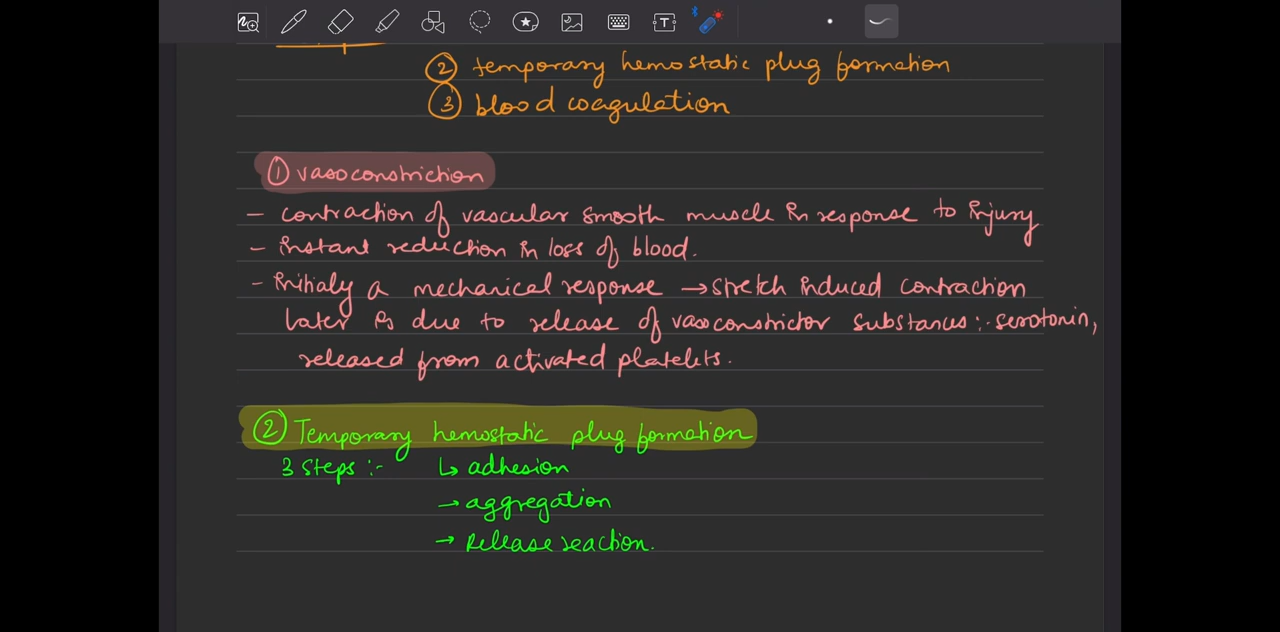 ② temporary hemostatic plug formation
③ blood coagulation
① vasoconstriction
– contraction of vascular smooth muscle in response to injury
– instant reduction in loss of blood.
– initialy a mechanical response → stretch induced contraction
later is due to release of vasoconstrictor substances :- serotonin,
released from activated platelets.
② Temporary hemostatic plug formation
3 steps :- ↳ adhesion
→ aggregation
→ Release reaction.